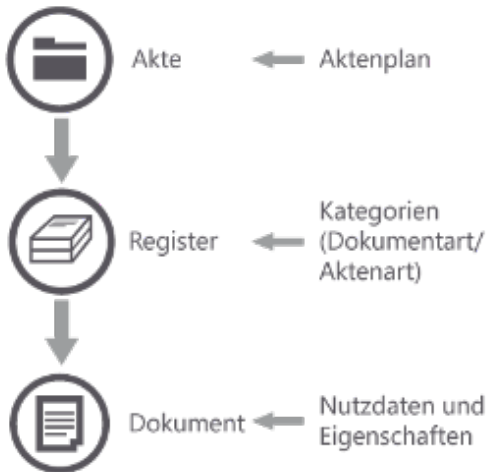 Akte
Aktenplan
Register
Kategorien
(Dokumentart/
Aktenart)
Dokument
Nutzdaten und
Eigenschaften